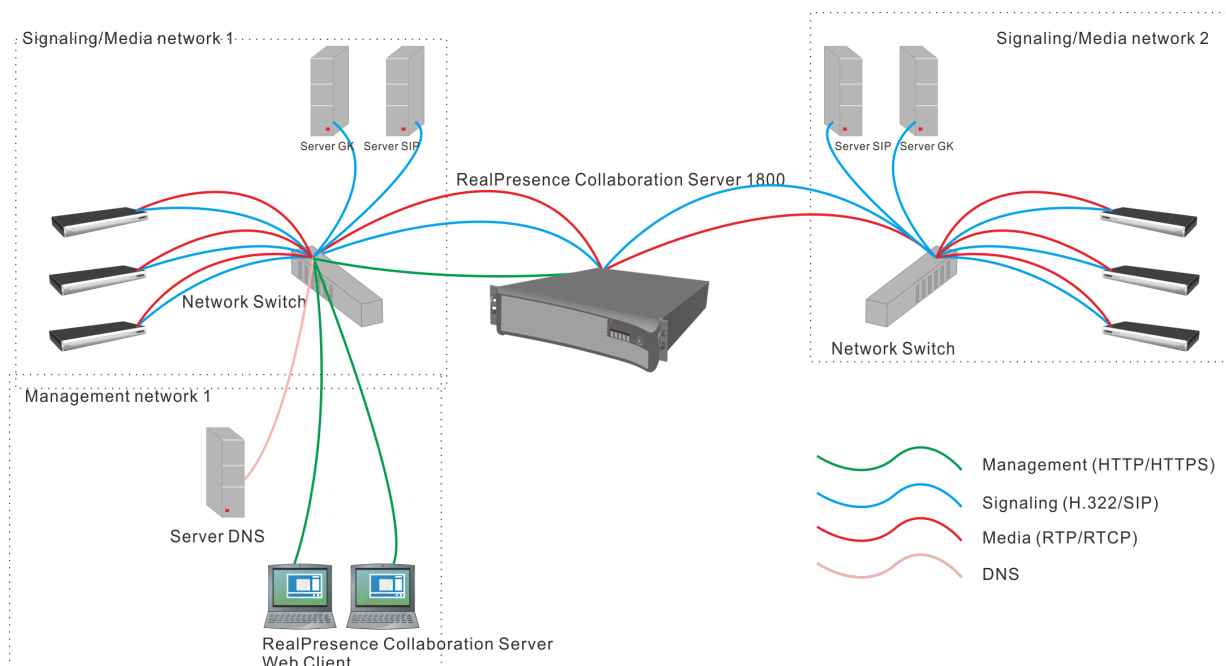 Signaling/Media network 1
Signaling/Media network 2
Server GK
Server SIP
Server SIP
Server GK
RealPresence Collaboration Server 1800
Network Switch
Network Switch
Management network 1
Server DNS
RealPresence Collaboration Server
Web Client
Management (HTTP/HTTPS)
Signaling (H.322/SIP)
Media (RTP/RTCP)
DNS